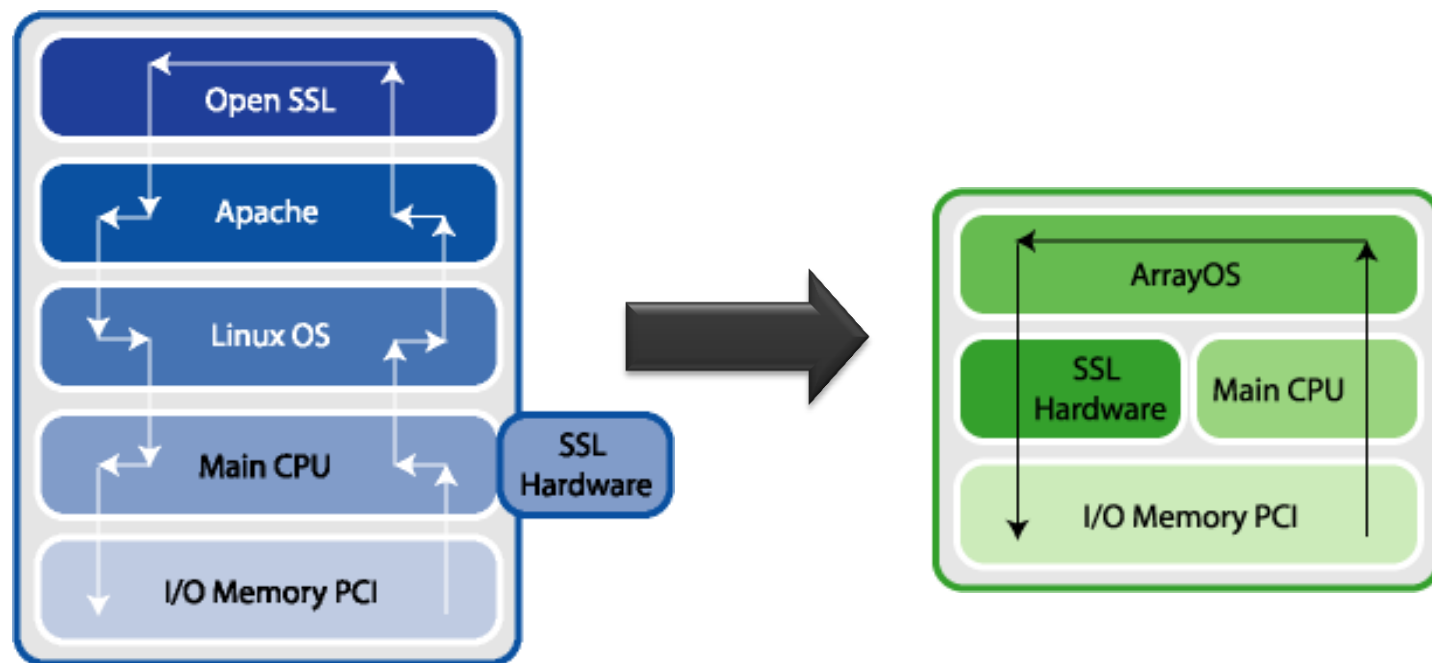 Open SSL
Apache
Linux OS
Main CPU
SSL
Hardware
I/O Memory PCI
ArrayOS
SSL
Hardware
Main CPU
I/O Memory PCI